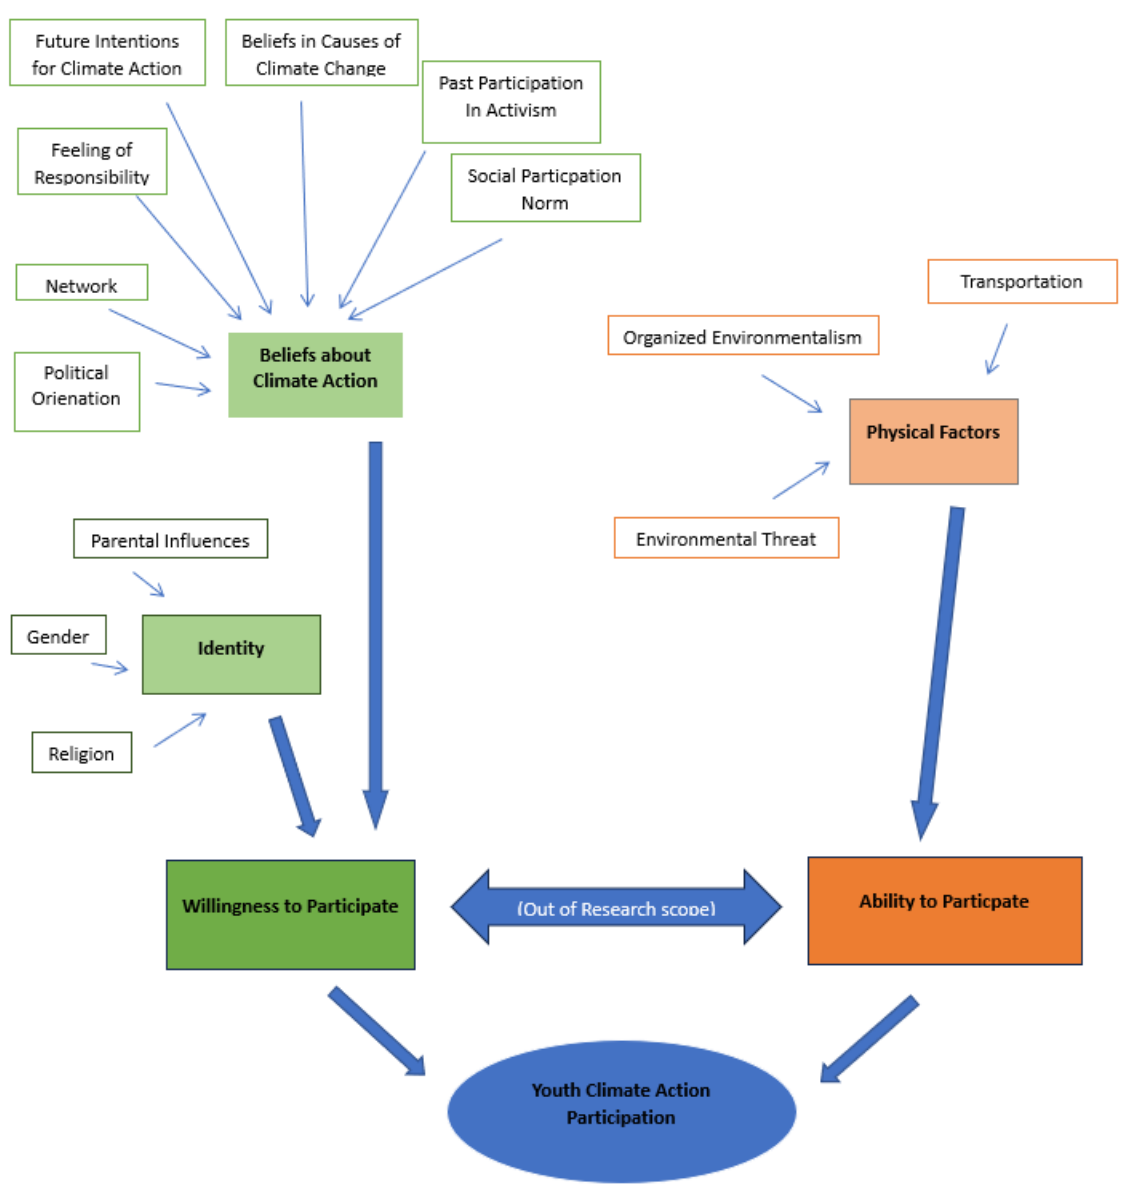 Future Intentions
for Climate Action
Beliefs in Causes of
Climate Change
Past Participation
In Activism
Feeling of
Responsibility
Social Particpation
Norm
Network
Transportation
Organized Environmentalism
Beliefs about
Climate Action
Political
Orienation
Physical Factors
Parental Influences
Environmental Threat
Gender
Identity
Religion
Willingness to Participate
(Out of Research scope)
Ability to Particpate
Youth Climate Action
Participation